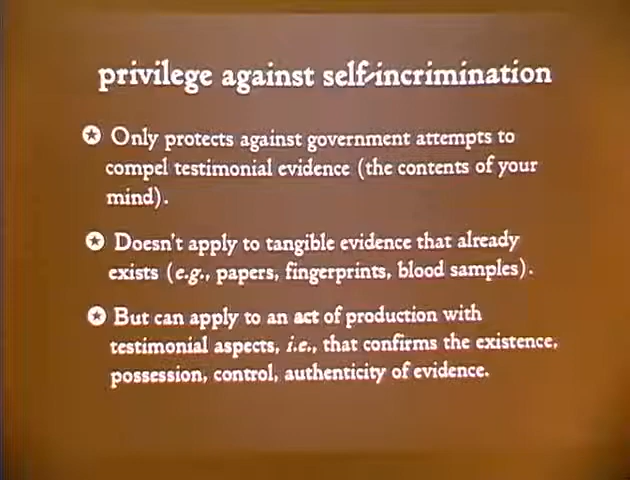 privilege against self-incrimination
Only protects against government attempts to
compel testimonial evidence (the contents of your
mind).
Doesn't apply to tangible evidence that already
exists (e.g., papers, fingerprints, blood samples).
But can apply to an act of production with
testimonial aspects, i.e., that confirms the existence,
possession, control, authenticity of evidence.